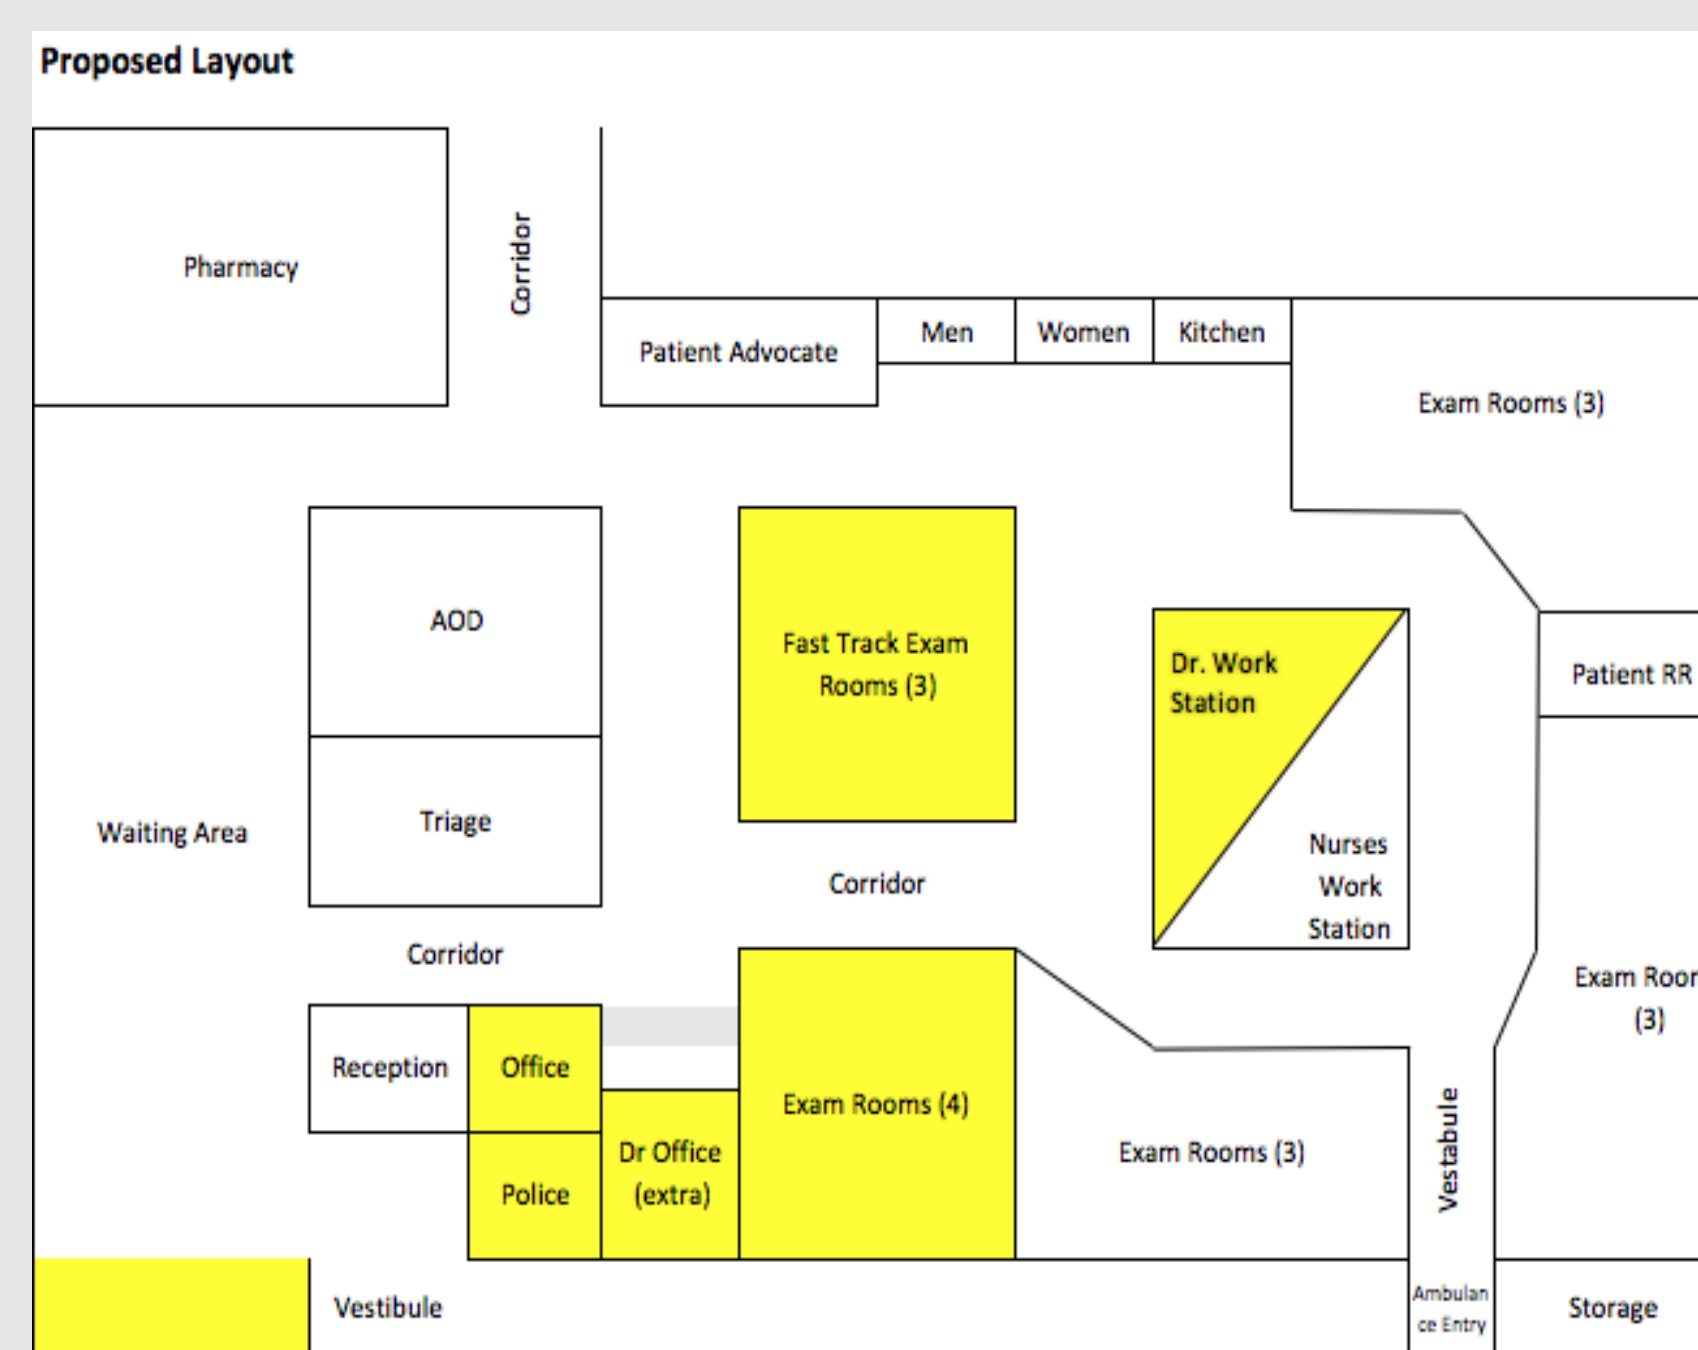 Proposed Layout
Pharmacy
Corridor
Patient Advocate
Men
Women
Kitchen
Exam Rooms (3)
AOD
Fast Track Exam
Rooms (3)
Dr. Work
Station
Patient RR
Waiting Area
Triage
Nurses
Work
Station
Corridor
Corridor
Exam Roor
(3)
Reception
Office
Exam Rooms (4)
Dr Office
(extra)
Police
Exam Rooms (3)
Vestabule
Vestibule
Ambulan
ce Entry
Storage